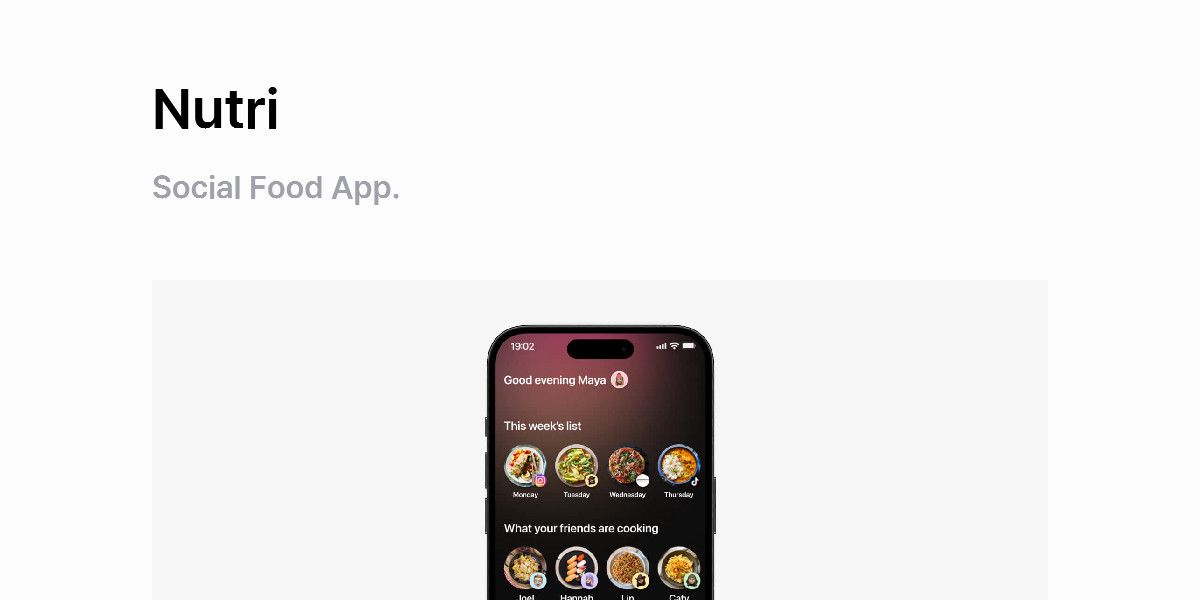 Nutri
Social Food App.
19:02
Good evening Maya
This week's list
Monday Tuesday Wednesday Thursday
What your friends are cooking
Joel Hannah Lin Caty